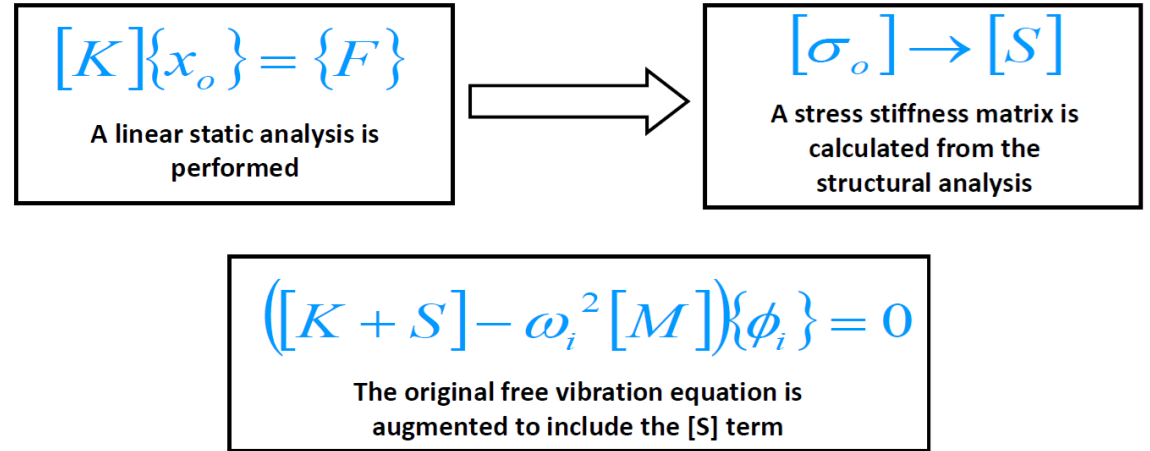 [K]{xₒ} = {F}
A linear static analysis is
performed
[σₒ] → [S]
A stress stiffness matrix is
calculated from the
structural analysis
([K + S] − ωᵢ²[M]){ϕᵢ} = 0
The original free vibration equation is
augmented to include the [S] term